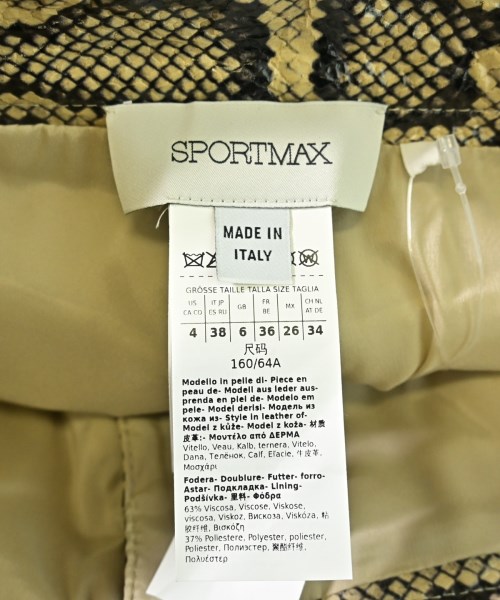 SPORTMAX
MADE IN
ITALY
GRÖSSE TAILLE TALLA SIZE TAGLIA
US IT JP GB FR MX CH NL
CA CO ES RU BE AT DE
4 38 6 36 26 34
尺码
160/64A
Modello in pelle di- Piece en
peau de- Modell aus leder aus-
prenda en piel de- Modelo em
pele- Model derisi- Модель из
кожа из- Style in leather of-
Model z kůže- Model z koža- 材质
皮革:- Μοντέλο από ΔΕΡΜΑ
Vitello, Veau, Kalb, ternera, Vitelo,
Dana, Телёнок, Calf, 牛皮革,
Μοσχάρι
Fodera- Doublure- Futter- forro-
Astar- Подкладка- Lining-
Podšívka- 里料- Φόδρα
63% Viscosa, Viscose, Viskose,
viscosa, Viskoz, Вискоза, Viskóza, 粘
胶纤维, Βισκόζη
37% Poliestere, Polyester, poliester,
Poliester, Полиэстер, 聚酯纤维,
Πολυέστερ